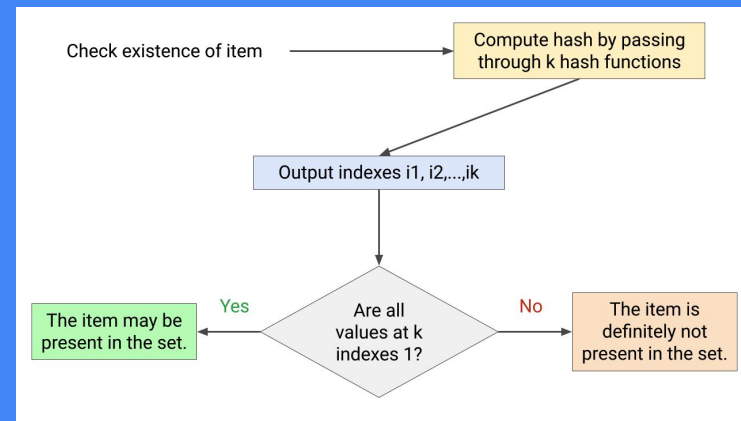 Check existence of item
Compute hash by passing
through k hash functions
Output indexes i1, i2,...,ik
Are all
values at k
indexes 1?
Yes
The item may be
present in the set.
No
The item is
definitely not
present in the set.